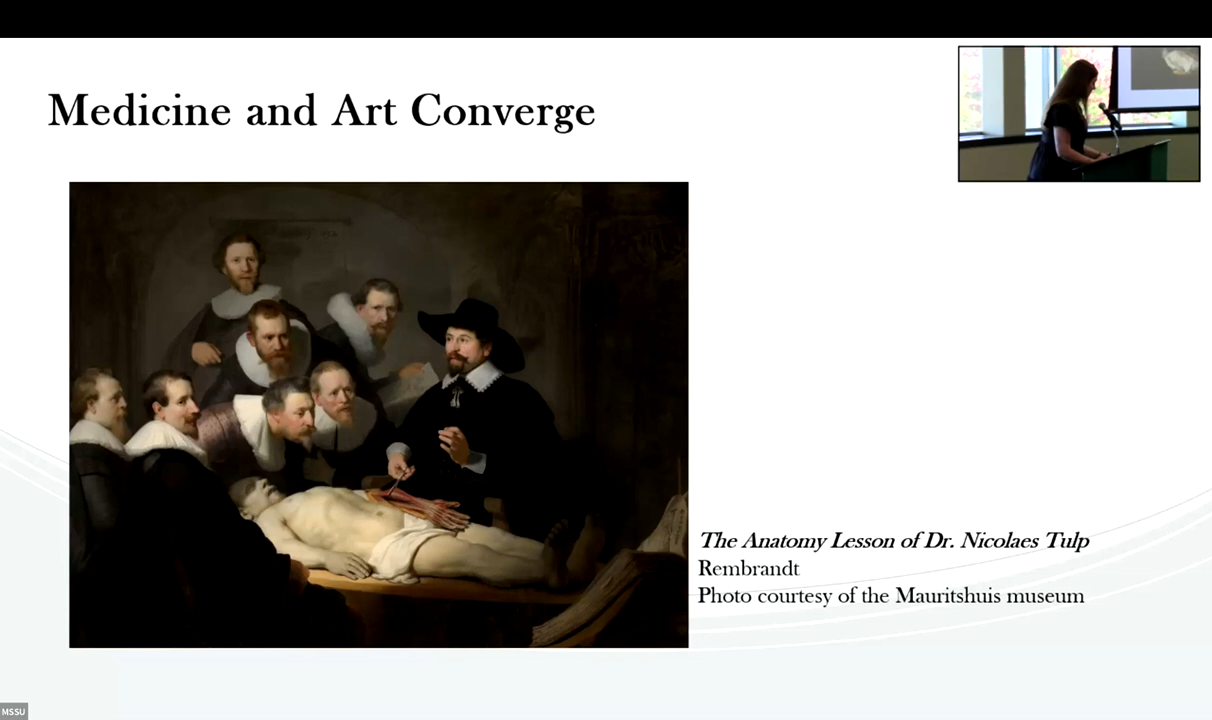 Medicine and Art Converge
The Anatomy Lesson of Dr. Nicolaes Tulp
Rembrandt
Photo courtesy of the Mauritshuis museum
MSSU